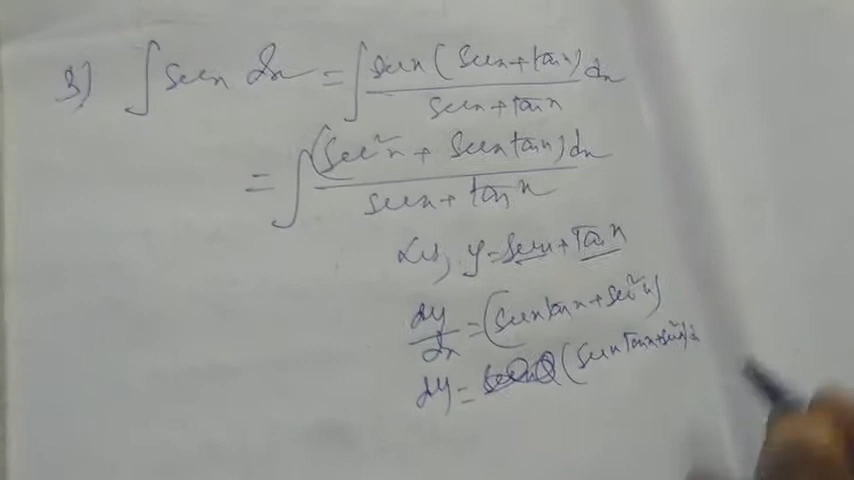 3) ∫ secx dx = ∫ secx (secx + tanx) dx / secx + tanx
= ∫ (sec²x + secx tanx) dx / secx + tanx
Let, y = secx + tanx
dy/dx = (secx tanx + sec²x)
dy = (secx tanx + sec²x) d